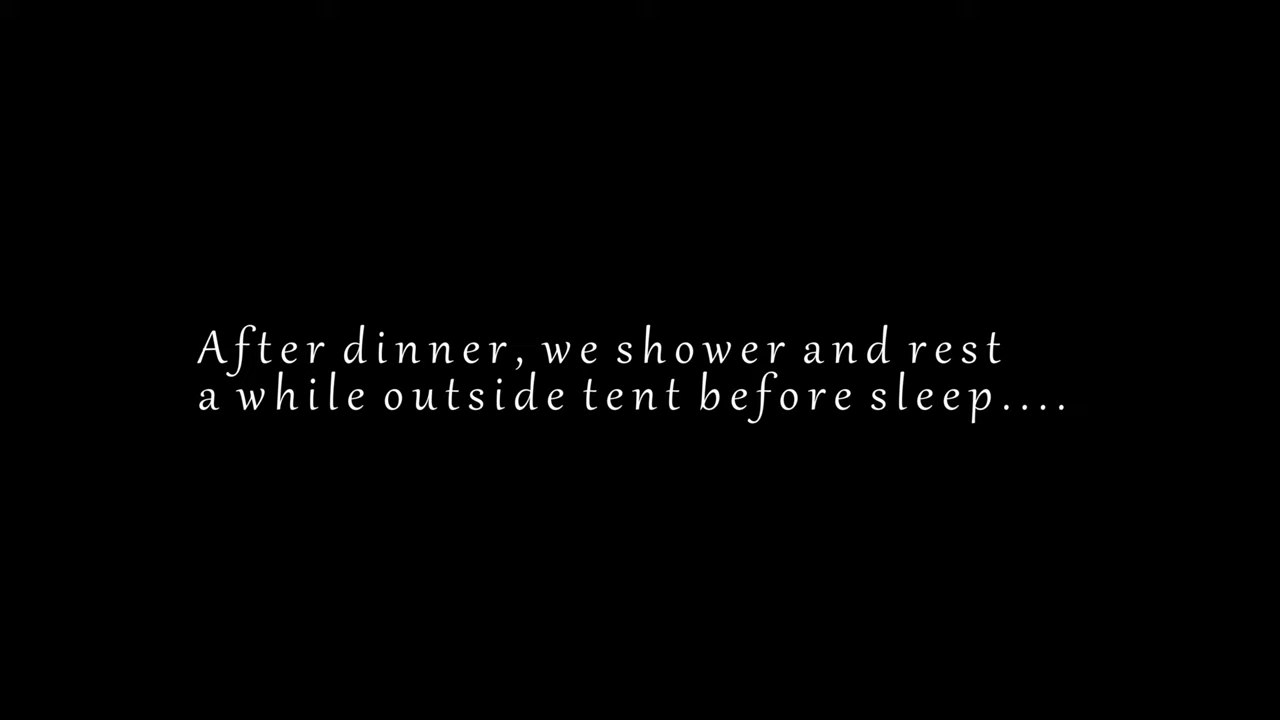 After dinner, we shower and rest
a while outside tent before sleep....